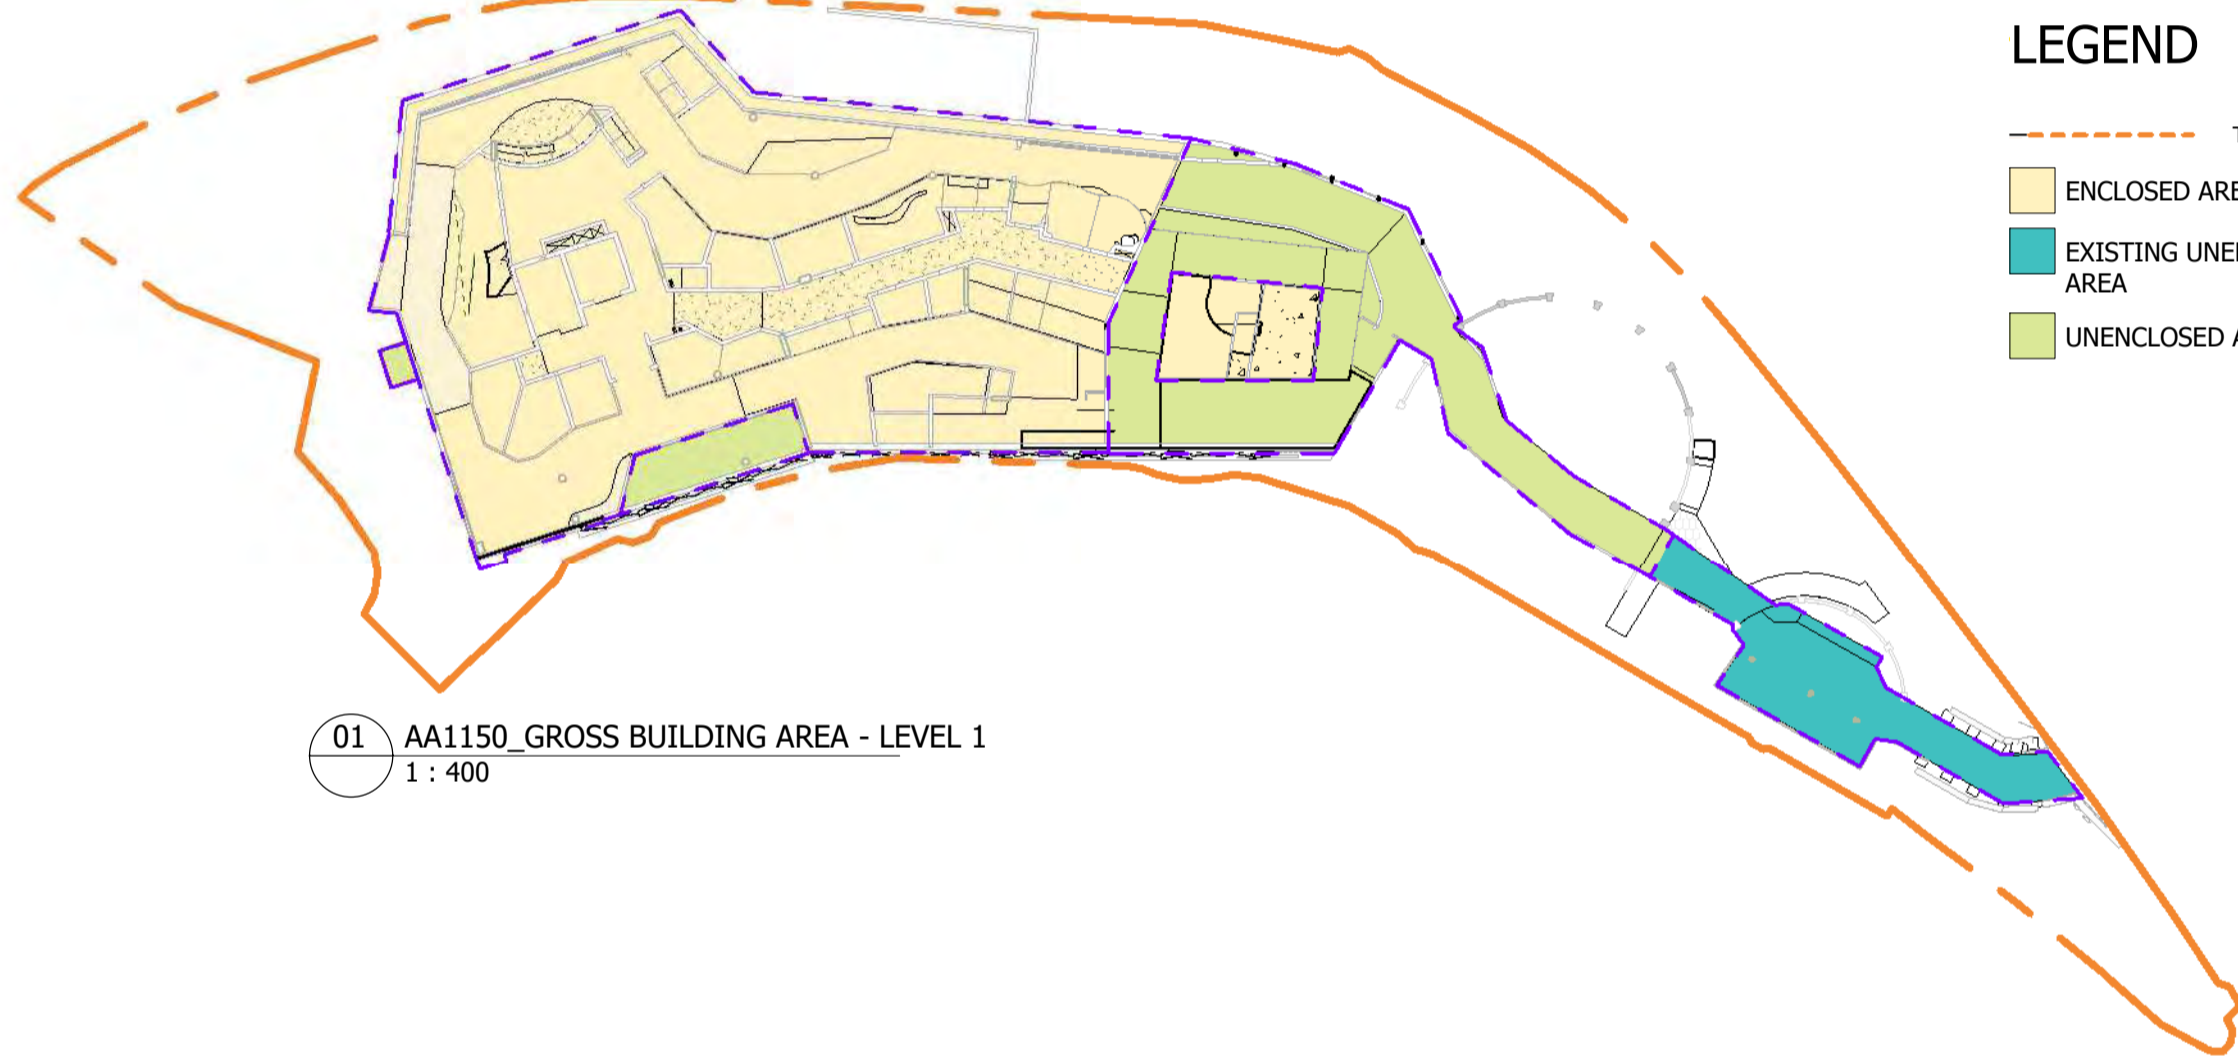 LEGEND
ENCLOSED ARE
EXISTING UNE
AREA
UNENCLOSED A
01 AA1150_GROSS BUILDING AREA - LEVEL 1
1 : 400